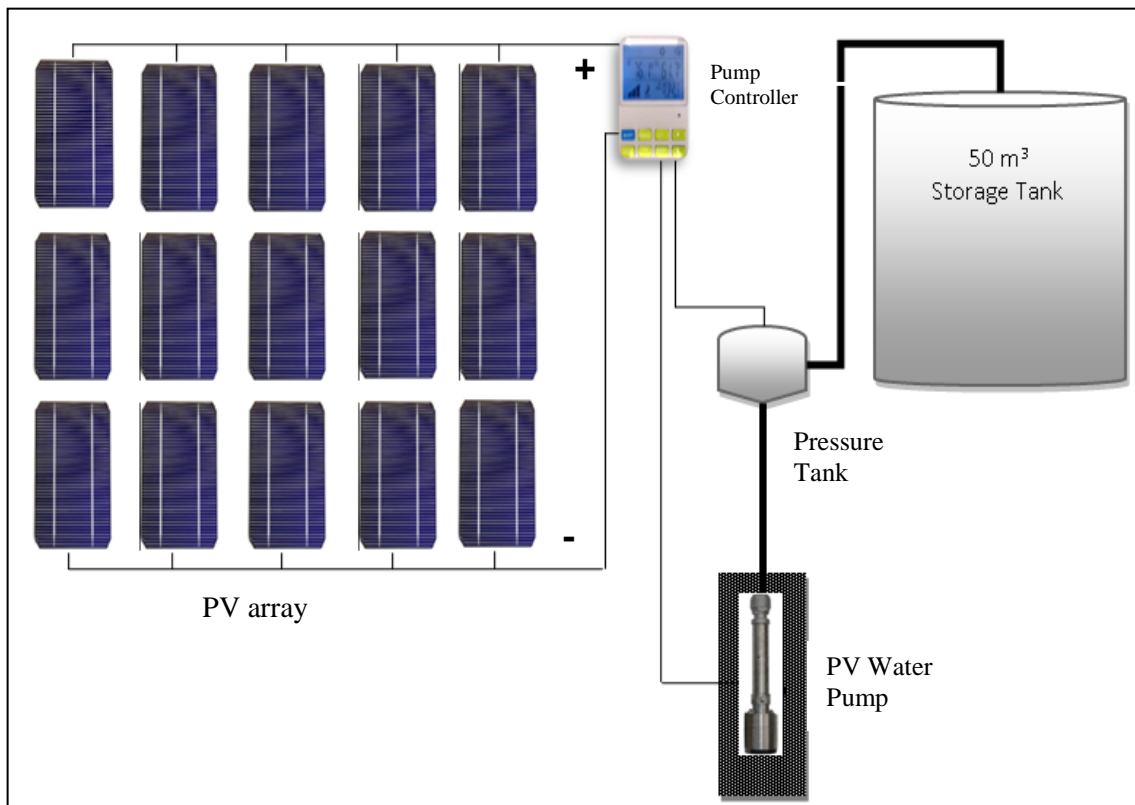 +
Pump
Controller
50 m³
Storage Tank
Pressure
Tank
-
PV array
PV Water
Pump